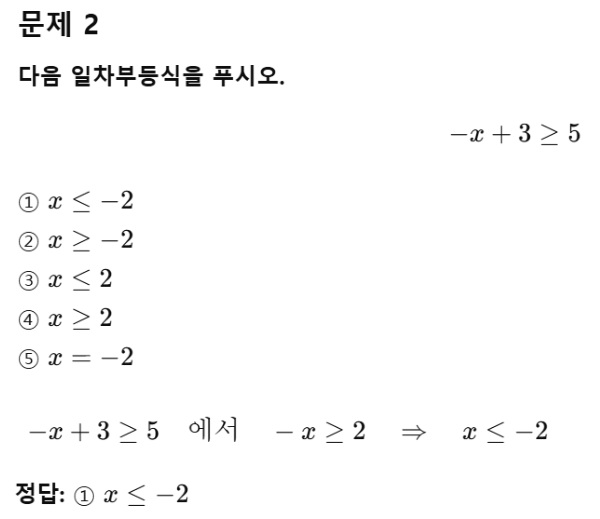 문제 2
다음 일차부등식을 푸시오.
−x + 3 ≥ 5
① x ≤ −2
② x ≥ −2
③ x ≤ 2
④ x ≥ 2
⑤ x = −2
−x + 3 ≥ 5 에서 − x ≥ 2 ⇒ x ≤ −2
정답: ① x ≤ −2